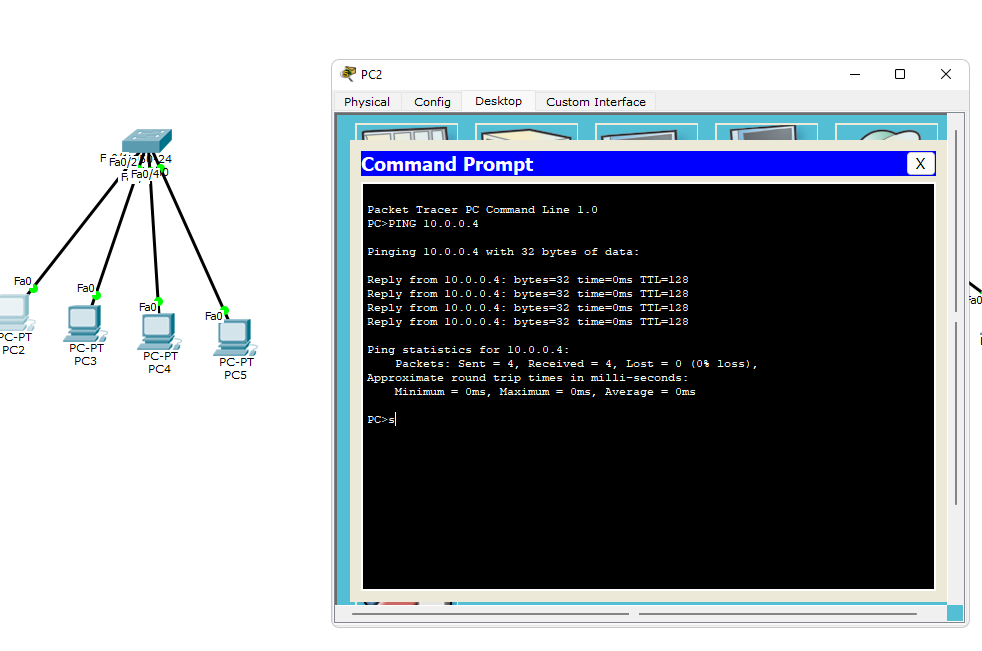 PC2
Physical
Config
Desktop
Custom Interface
Command Prompt
X
Packet Tracer PC Command Line 1.0
PC>PING 10.0.0.4
Pinging 10.0.0.4 with 32 bytes of data:
Reply from 10.0.0.4: bytes=32 time=0ms TTL=128
Reply from 10.0.0.4: bytes=32 time=0ms TTL=128
Reply from 10.0.0.4: bytes=32 time=0ms TTL=128
Reply from 10.0.0.4: bytes=32 time=0ms TTL=128
Ping statistics for 10.0.0.4:
Packets: Sent = 4, Received = 4, Lost = 0 (0% loss),
Approximate round trip times in milli-seconds:
Minimum = 0ms, Maximum = 0ms, Average = 0ms
PC>s
Fa0/2
Fa0/4
Fa0
PC-PT
PC2
Fa0
PC-PT
PC3
Fa0
PC-PT
PC4
Fa0
PC-PT
PC5
Fa0